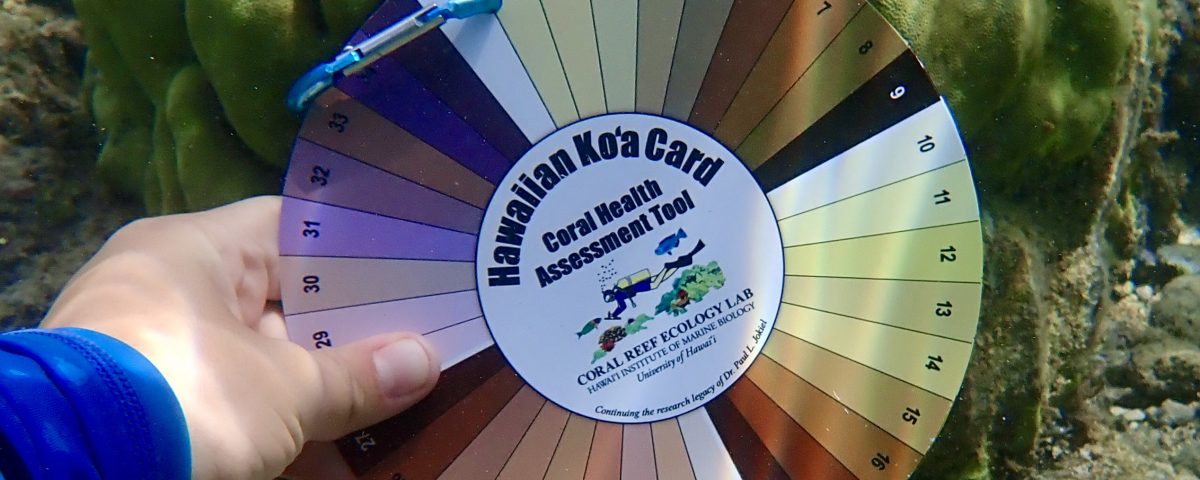 Hawaiian Ko'a Card
Coral Health
Assessment Tool
CORAL REEF ECOLOGY LAB
HAWAI'I INSTITUTE OF MARINE BIOLOGY
University of Hawai'i
Continuing the research legacy of Dr. Paul L. Jokiel
7
8
9
10
11
12
13
14
15
16
27
29
30
31
32
33